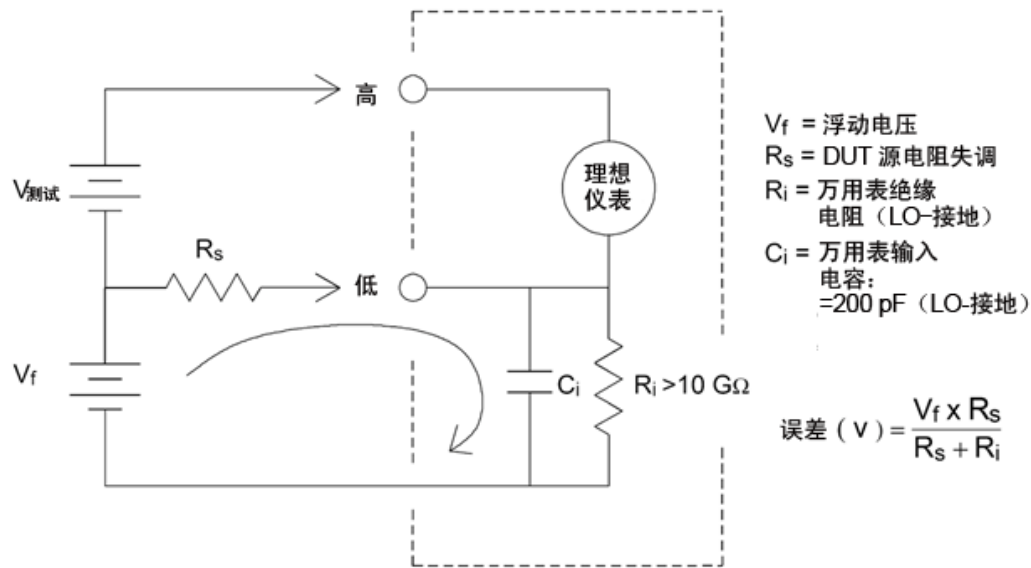 高
V测试
理想
仪表
Rs
低
Vf
Ci
Ri >10 GΩ
Vf = 浮动电压
Rs = DUT 源电阻失调
Ri = 万用表绝缘
电阻（LO-接地）
Ci = 万用表输入
电容：
=200 pF（LO-接地）
误差 ( v ) = Vf x Rs
Rs + Ri